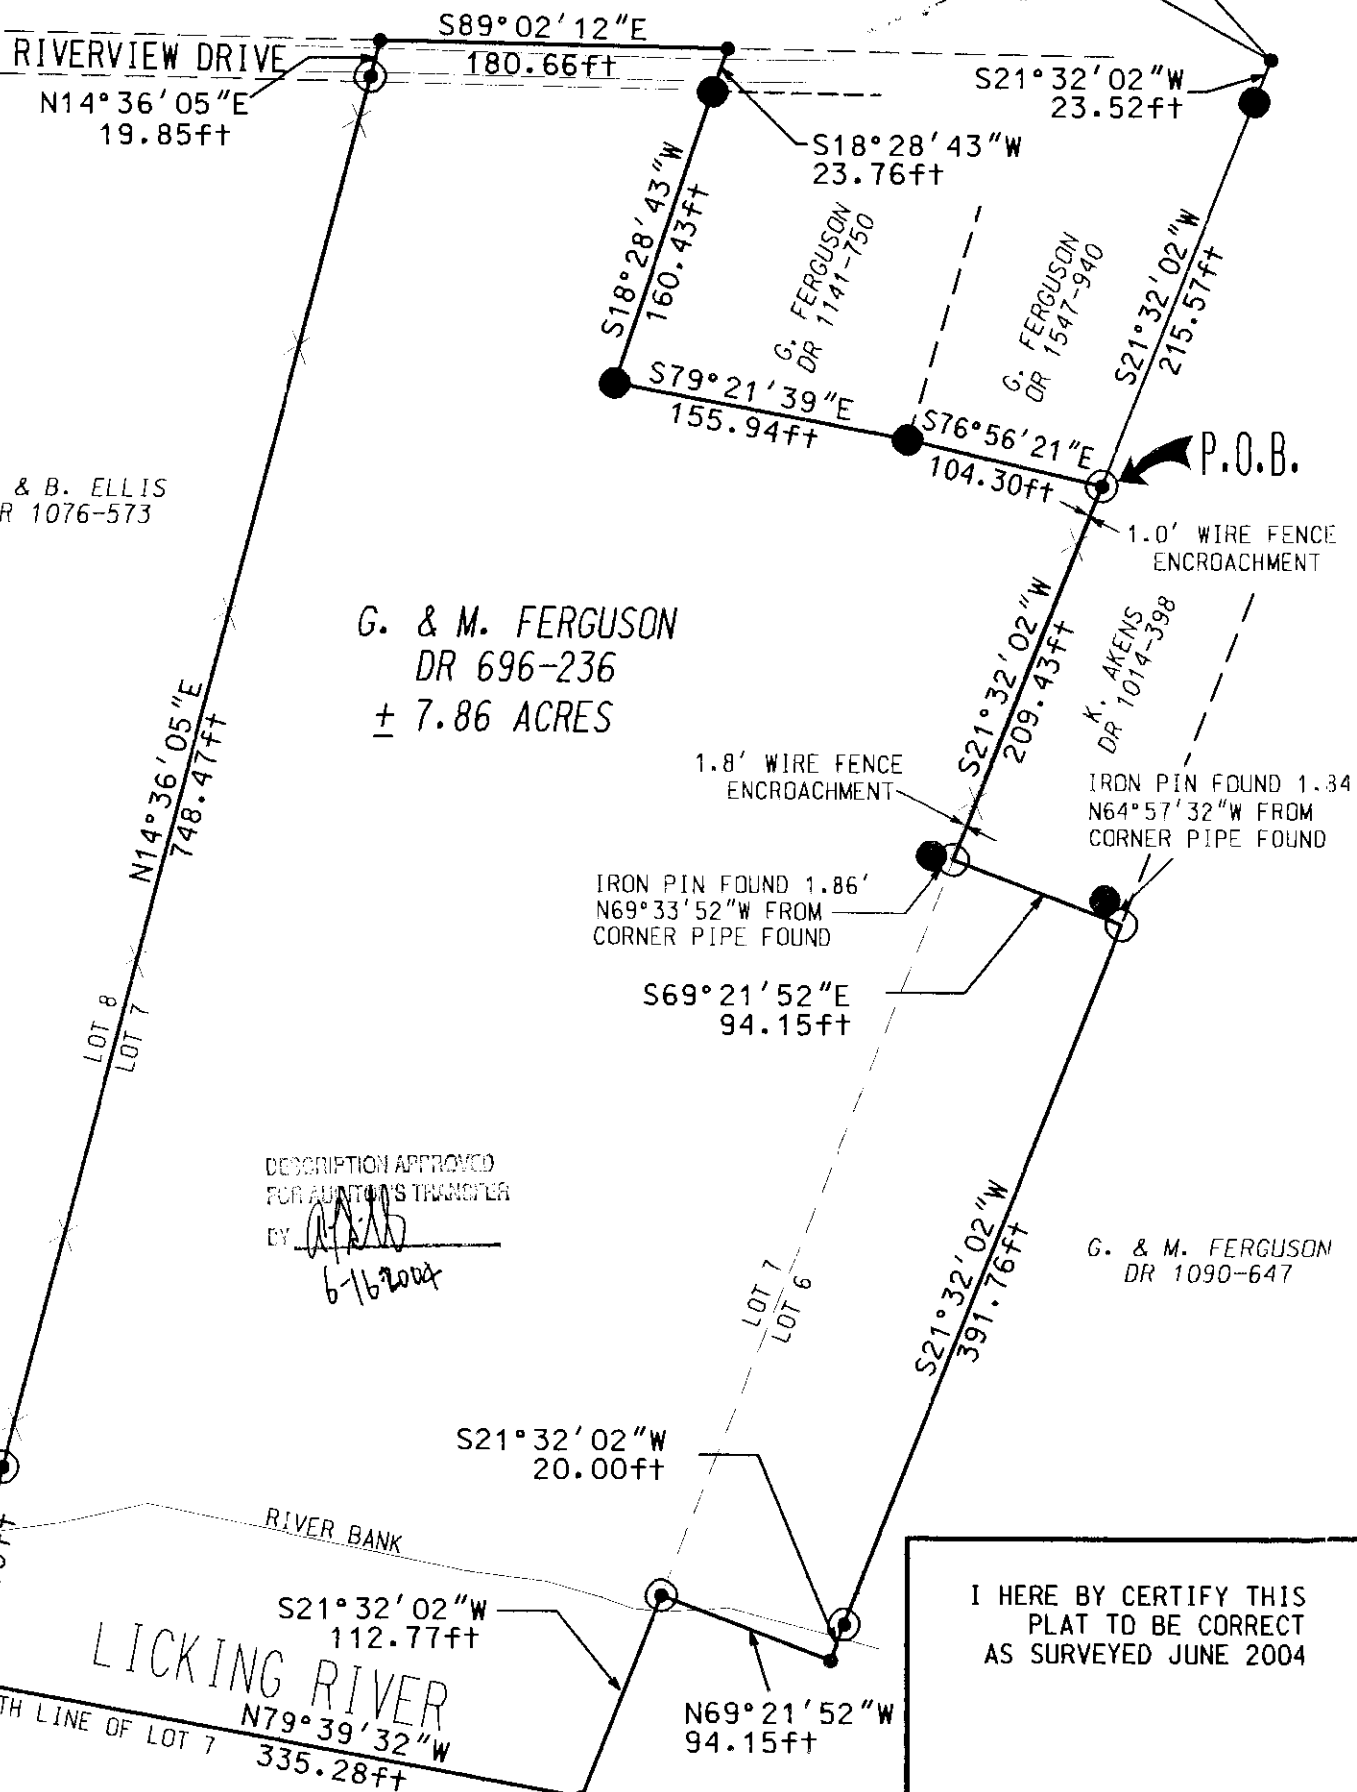 S89°02'12"E
180.66ft
RIVERVIEW DRIVE
N14°36'05"E
19.85ft
S21°32'02"W
23.52ft
S18°28'43"W
23.76ft
S18°28'43"W
160.43ft
G. FERGUSON
DR 1141-750
G. FERGUSON
OR 1547-940
S21°32'02"W
215.57ft
S79°21'39"E
155.94ft
S76°56'21"E
104.30ft
P.O.B.
& B. ELLIS
R 1076-573
1.0' WIRE FENCE
ENCROACHMENT
G. & M. FERGUSON
DR 696-236
± 7.86 ACRES
S21°32'02"W
209.43ft
K. AKENS
DR 1014-398
N14°36'05"E
748.47ft
1.8' WIRE FENCE
ENCROACHMENT
IRON PIN FOUND 1.84
N64°57'32"W FROM
CORNER PIPE FOUND
IRON PIN FOUND 1.86'
N69°33'52"W FROM
CORNER PIPE FOUND
S69°21'52"E
94.15ft
LOT 8
LOT 7
DESCRIPTION APPROVED
FOR AUDITOR'S TRANSFER
BY
6-16-2004
LOT 7
LOT 6
S21°32'02"W
391.76ft
G. & M. FERGUSON
DR 1090-647
S21°32'02"W
20.00ft
RIVER BANK
S21°32'02"W
112.77ft
LICKING RIVER
N69°21'52"W
94.15ft
TH LINE OF LOT 7
N79°39'32"W
335.28ft
I HERE BY CERTIFY THIS
PLAT TO BE CORRECT
AS SURVEYED JUNE 2004